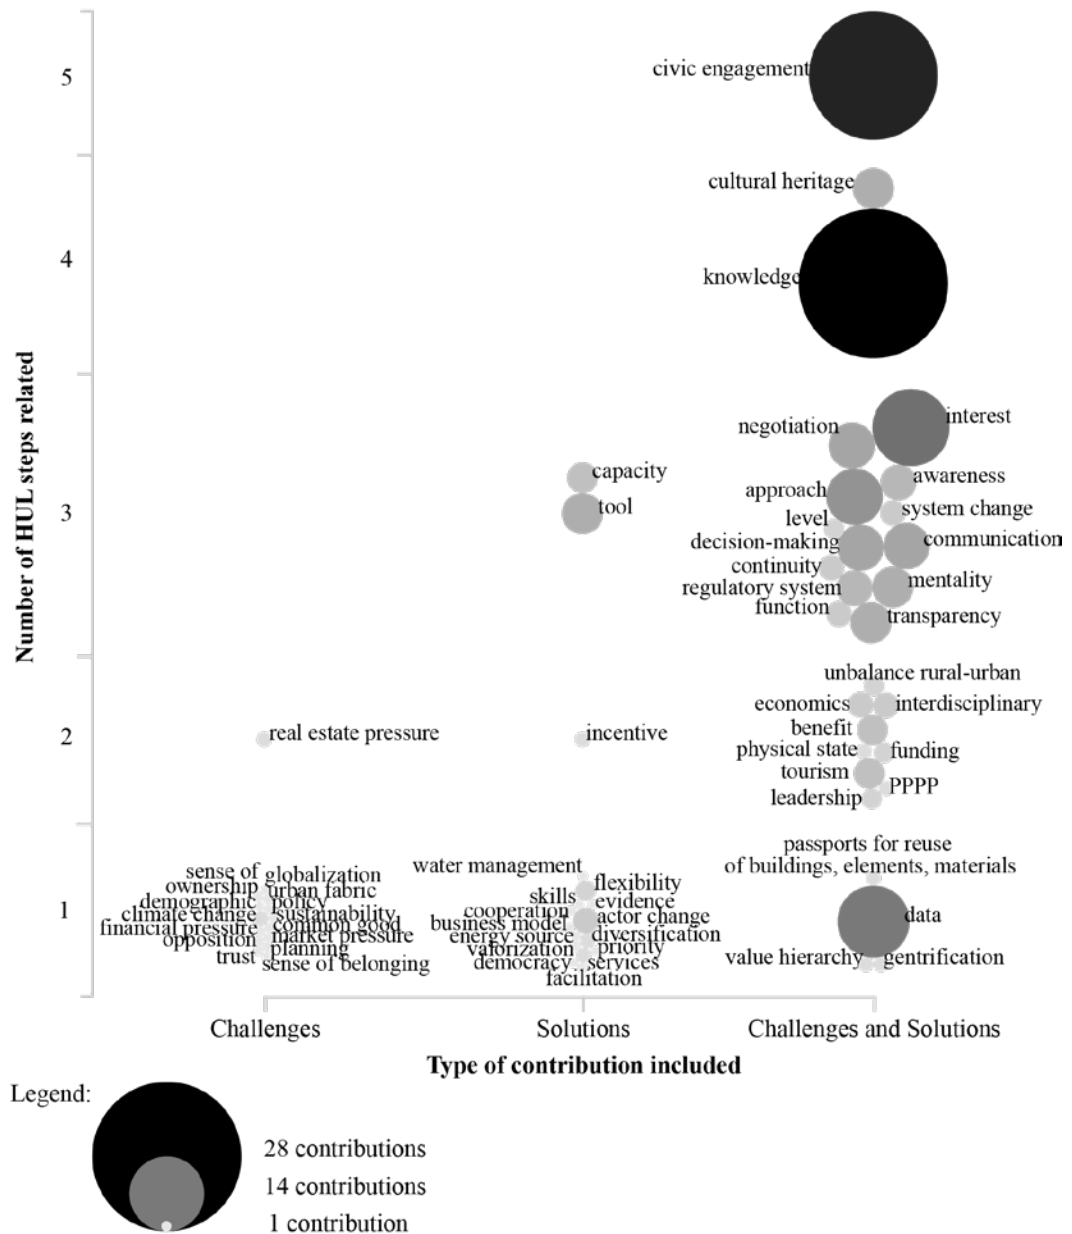 5
civic engagement
cultural heritage
4
knowledge
Number of HUL steps related
interest
negotiation
capacity
awareness
approach
tool
system change
3
level
decision-making
communication
continuity
mentality
regulatory system
function
transparency
unbalance rural-urban
economics
interdisciplinary
benefit
2
real estate pressure
incentive
physical state
funding
tourism
PPPP
leadership
passports for reuse
of buildings, elements, materials
water management
sense of
ownership
globalization
urban fabric
demographic
policy
climate change
sustainability
financial pressure
common good
opposition
market pressure
planning
trust
sense of belonging
flexibility
skills
evidence
cooperation
actor change
business model
diversification
energy source
priority
valorization
democracy
services
facilitation
1
data
value hierarchy
gentrification
Challenges
Solutions
Challenges and Solutions
Type of contribution included
Legend:
28 contributions
14 contributions
1 contribution